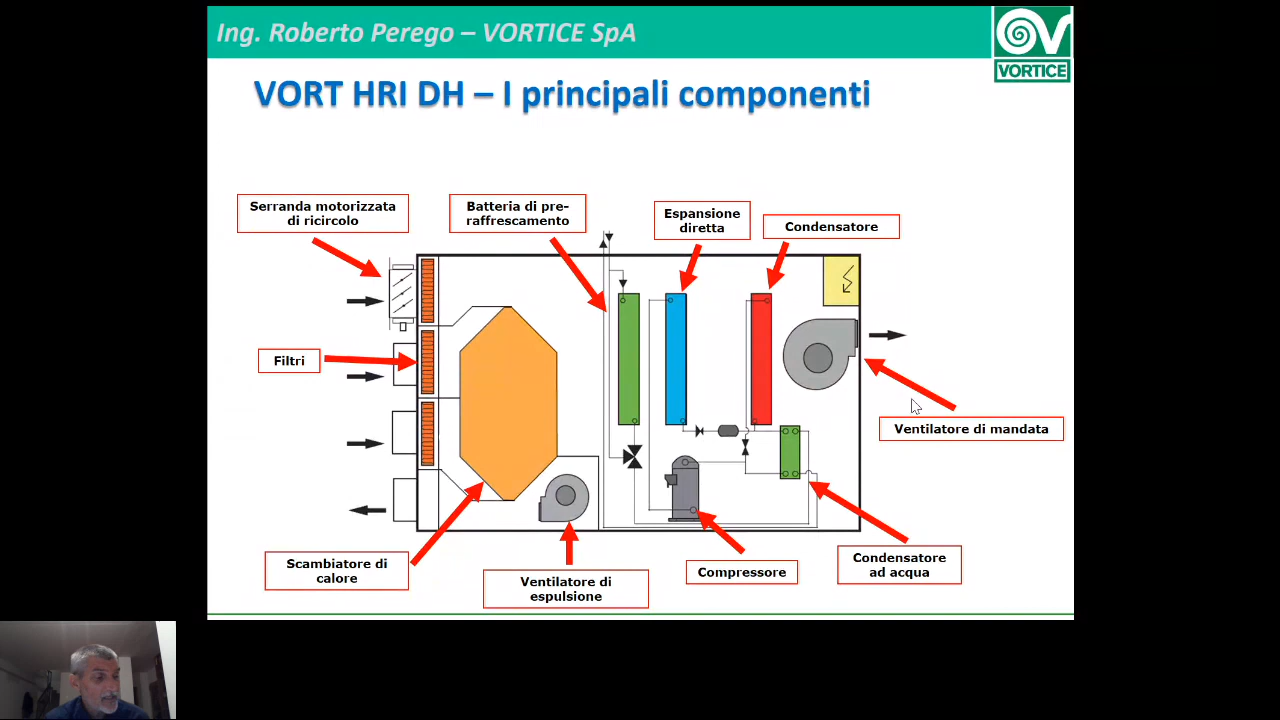 Ing. Roberto Perego – VORTICE SpA
VORTICE
VORT HRI DH – I principali componenti
Serranda motorizzata
di ricircolo
Batteria di pre-
raffrescamento
Espansione
diretta
Condensatore
Filtri
Ventilatore di mandata
Scambiatore di
calore
Ventilatore di
espulsione
Compressore
Condensatore
ad acqua